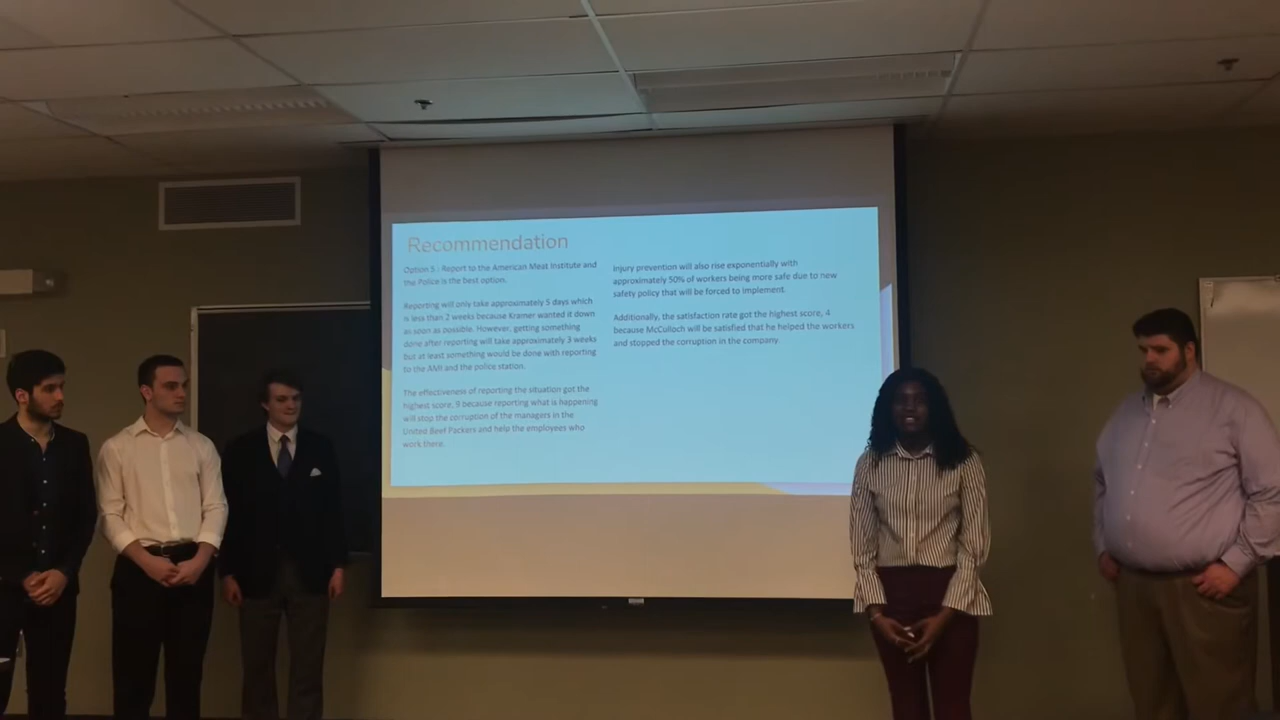 Recommendation
Option 5 : Report to the American Meat Institute and
the Police is the best option.
Reporting will only take approximately 5 days which
is less than 2 weeks because Kramer wanted it down
as soon as possible. However, getting something
done after reporting will take approximately 3 weeks
but at least something would be done with reporting
to the AMI and the police station.
The effectiveness of reporting the situation got the
highest score, 9 because reporting what is happening
will stop the corruption of the managers in the
United Beef Packers and help the employees who
work there.
Injury prevention will also rise exponentially with
approximately 50% of workers being more safe due to new
safety policy that will be forced to implement.
Additionally, the satisfaction rate got the highest score, 4
because McCulloch will be satisfied that he helped the workers
and stopped the corruption in the company.